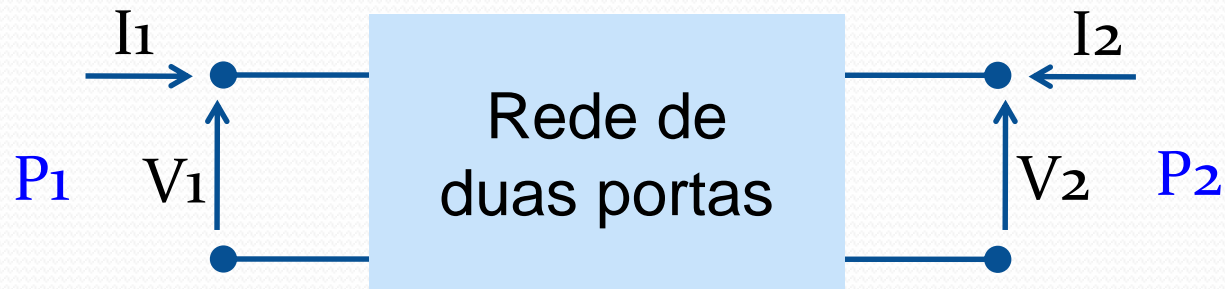 I1
I2
Rede de
duas portas
P1
V1
V2
P2